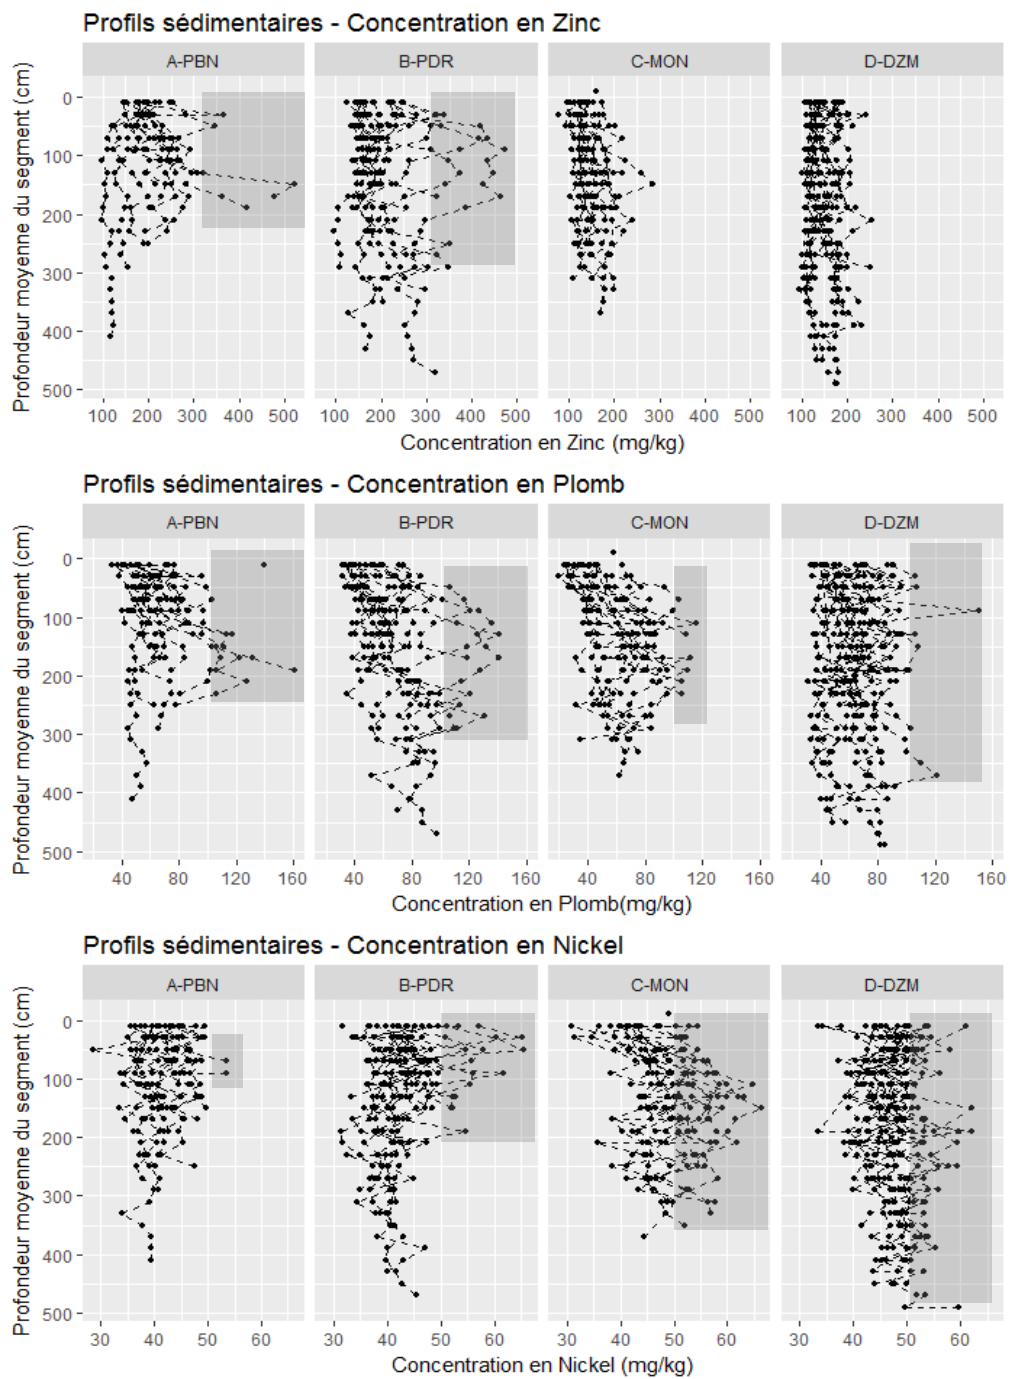 Profils sédimentaires - Concentration en Zinc
A-PBN B-PDR C-MON D-DZM
Profondeur moyenne du segment (cm)
0
100
200
300
400
500
100 200 300 400 500 100 200 300 400 500 100 200 300 400 500 100 200 300 400 500
Concentration en Zinc (mg/kg)
Profils sédimentaires - Concentration en Plomb
A-PBN B-PDR C-MON D-DZM
Profondeur moyenne du segment (cm)
0
100
200
300
400
500
40 80 120 160 40 80 120 160 40 80 120 160 40 80 120 160
Concentration en Plomb(mg/kg)
Profils sédimentaires - Concentration en Nickel
A-PBN B-PDR C-MON D-DZM
Profondeur moyenne du segment (cm)
0
100
200
300
400
500
30 40 50 60 30 40 50 60 30 40 50 60 30 40 50 60
Concentration en Nickel (mg/kg)